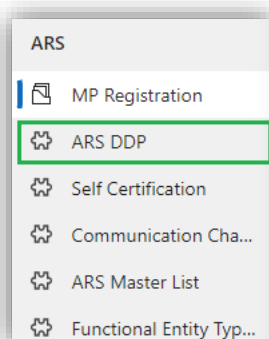 ARS
MP Registration
ARS DDP
Self Certification
Communication Cha...
ARS Master List
Functional Entity Typ...